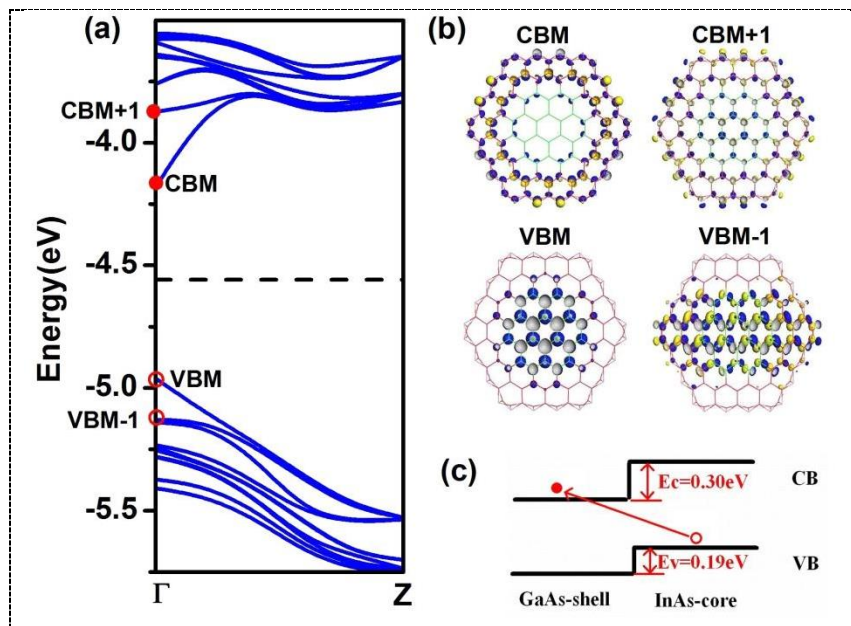 (a)
CBM+1
CBM
VBM
VBM-1
-4.0
-4.5
-5.0
-5.5
Energy(eV)
Γ
Z
(b)
CBM
CBM+1
VBM
VBM-1
(c)
Ec=0.30eV
CB
Ev=0.19eV
VB
GaAs-shell
InAs-core